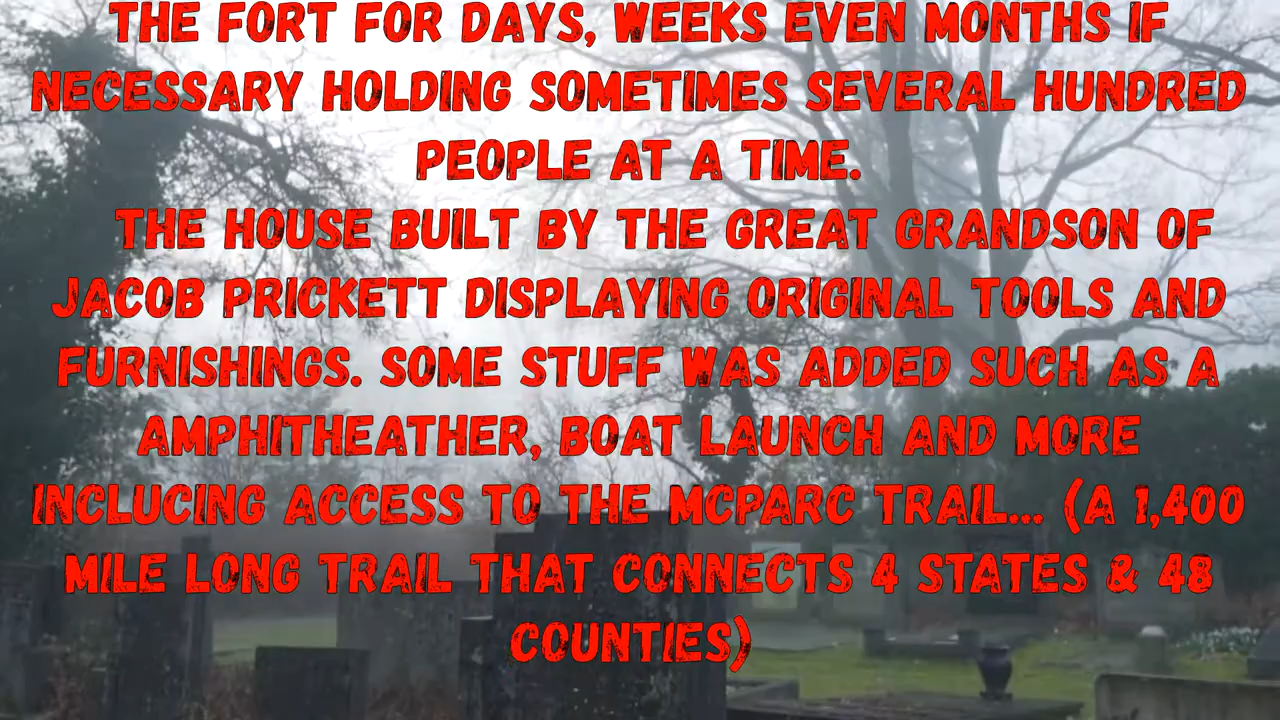 THE FORT FOR DAYS, WEEKS EVEN MONTHS IF
NECESSARY HOLDING SOMETIMES SEVERAL HUNDRED
PEOPLE AT A TIME.
THE HOUSE BUILT BY THE GREAT GRANDSON OF
JACOB PRICKETT DISPLAYING ORIGINAL TOOLS AND
FURNISHINGS. SOME STUFF WAS ADDED SUCH AS A
AMPHITHEATHER, BOAT LAUNCH AND MORE
INCLUCING ACCESS TO THE MCPARC TRAIL... (A 1,400
MILE LONG TRAIL THAT CONNECTS 4 STATES & 48
COUNTIES)